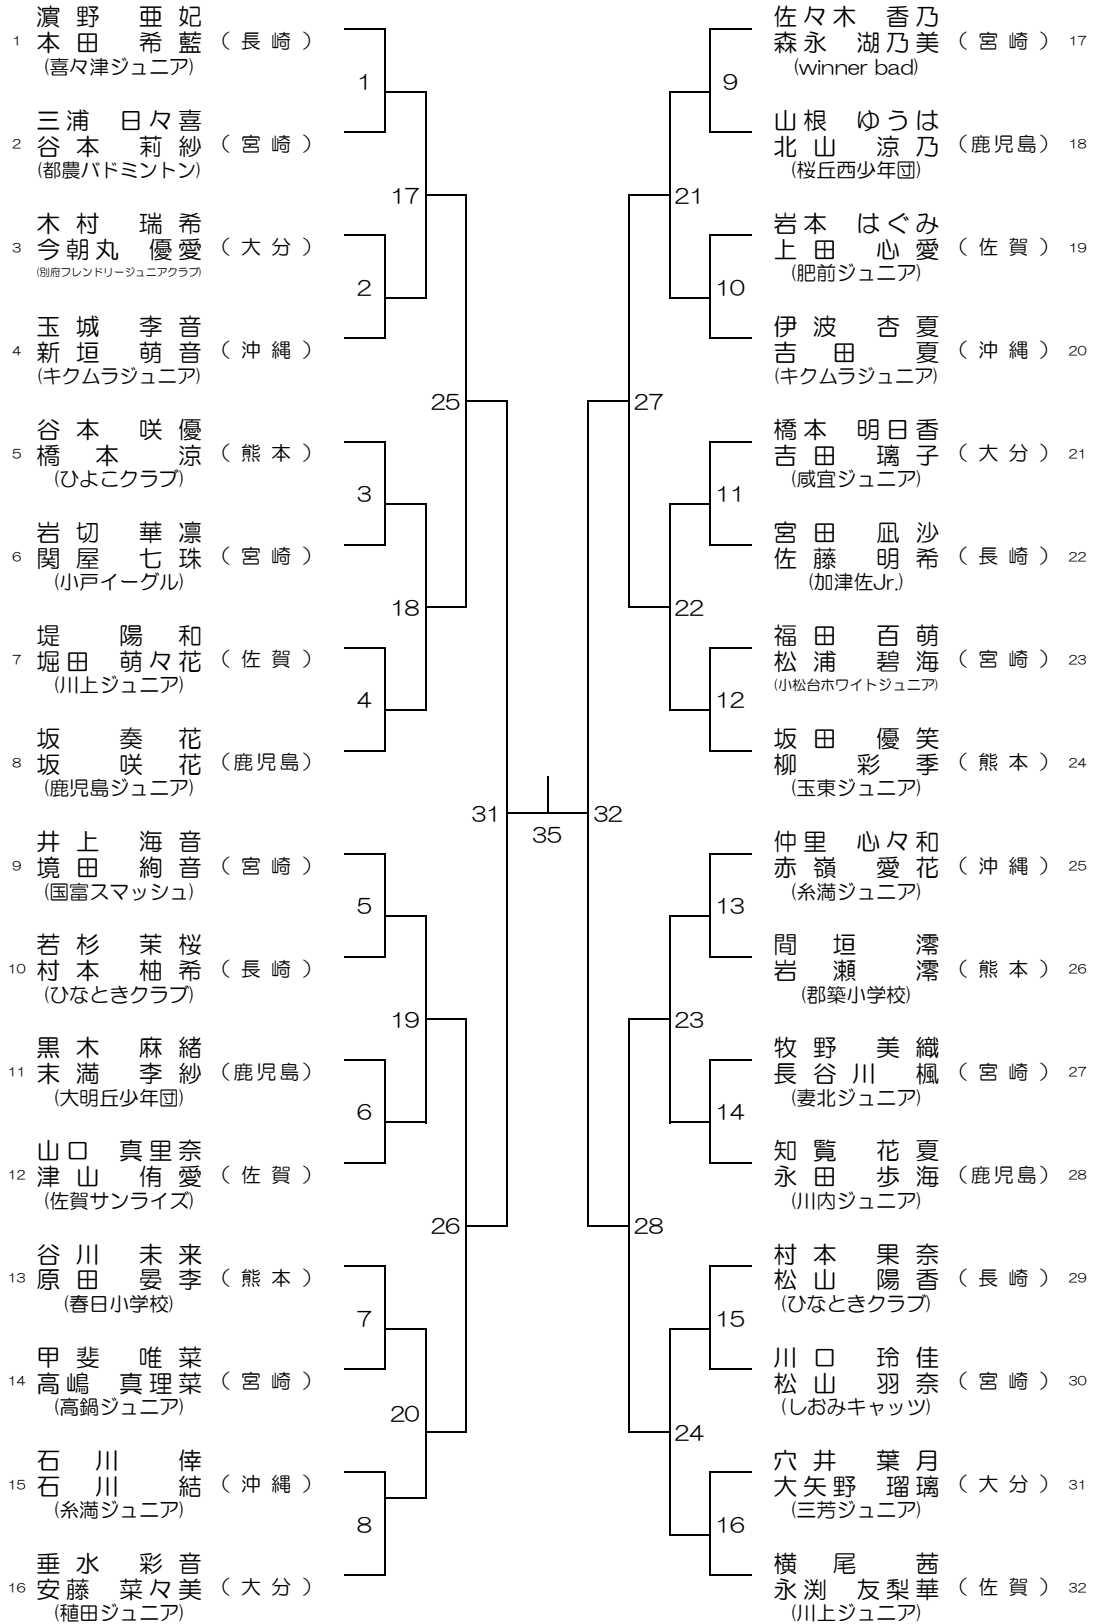 濵野 亜妃
1 本田 希藍 (長崎)
(喜々津ジュニア)
1
三浦 日々喜
2 谷本 莉紗 (宮崎)
(都農バドミントン)
17
木村 瑞希
3 今朝丸 優愛 (大分)
(別府フレンドリージュニアクラブ)
2
玉城 李音
4 新垣 萌音 (沖縄)
(キクムラジュニア)
25
谷本 咲優
5 橋本 涼 (熊本)
(ひよこクラブ)
3
岩切 華凛
6 関屋 七珠 (宮崎)
(小戸イーグル)
18
堤 陽和
7 堀田 萌々花 (佐賀)
(川上ジュニア)
4
坂 奏花
8 坂 咲花 (鹿児島)
(鹿児島ジュニア)
31
井上 海音
9 境田 絢音 (宮崎)
(国富スマッシュ)
5
若杉 茉桜
10 村本 柚希 (長崎)
(ひなときクラブ)
19
黒木 麻緒
11 末満 李紗 (鹿児島)
(大明丘少年団)
6
山口 真里奈
12 津山 侑愛 (佐賀)
(佐賀サンライズ)
26
谷川 未来
13 原田 晏李 (熊本)
(春日小学校)
7
甲斐 唯菜
14 高嶋 真理菜 (宮崎)
(高鍋ジュニア)
20
石川 倖
15 石川 結 (沖縄)
(糸満ジュニア)
8
垂水 彩音
16 安藤 菜々美 (大分)
(稙田ジュニア)
35
佐々木 香乃
森永 湖乃美 (宮崎) 17
(winner bad)
9
山根 ゆうは
北山 涼乃 (鹿児島) 18
(桜丘西少年団)
21
岩本 はぐみ
上田 心愛 (佐賀) 19
(肥前ジュニア)
10
伊波 杏夏
吉田 夏 (沖縄) 20
(キクムラジュニア)
27
橋本 明日香
吉田 璃子 (大分) 21
(咸宜ジュニア)
11
宮田 凪沙
佐藤 明希 (長崎) 22
(加津佐Jr.)
22
福田 百萌
松浦 碧海 (宮崎) 23
(小松台ホワイトジュニア)
12
坂田 優笑
柳 彩季 (熊本) 24
(玉東ジュニア)
32
仲里 心々和
赤嶺 愛花 (沖縄) 25
(糸満ジュニア)
13
間垣 澪
岩瀬 澪 (熊本) 26
(郡築小学校)
23
牧野 美織
長谷川 楓 (宮崎) 27
(妻北ジュニア)
14
知覧 花夏
永田 歩海 (鹿児島) 28
(川内ジュニア)
28
村本 果奈
松山 陽香 (長崎) 29
(ひなときクラブ)
15
川口 玲佳
松山 羽奈 (宮崎) 30
(しおみキャッツ)
24
穴井 葉月
大矢野 瑠璃 (大分) 31
(三芳ジュニア)
16
横尾 茜
永渕 友梨華 (佐賀) 32
(川上ジュニア)